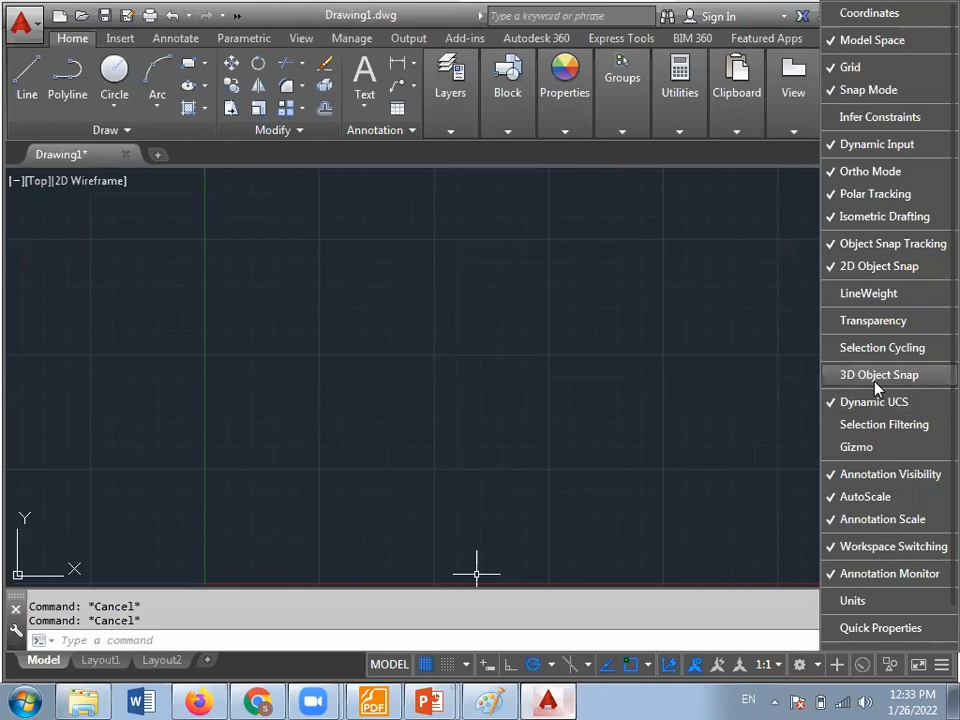 Drawing1.dwg
Type a keyword or phrase
Sign In
Home Insert Annotate Parametric View Manage Output Add-ins Autodesk 360 Express Tools BIM 360 Featured Apps
Line Polyline Circle Arc Text Layers Block Properties Groups Utilities Clipboard View
Draw Modify Annotation
Drawing1*
[−][Top][2D Wireframe]
Y
X
Command: *Cancel*
Command: *Cancel*
Type a command
Model Layout1 Layout2
MODEL 1:1
Coordinates
Model Space
Grid
Snap Mode
Infer Constraints
Dynamic Input
Ortho Mode
Polar Tracking
Isometric Drafting
Object Snap Tracking
2D Object Snap
LineWeight
Transparency
Selection Cycling
3D Object Snap
Dynamic UCS
Selection Filtering
Gizmo
Annotation Visibility
AutoScale
Annotation Scale
Workspace Switching
Annotation Monitor
Units
Quick Properties
EN
12:33 PM
1/26/2022